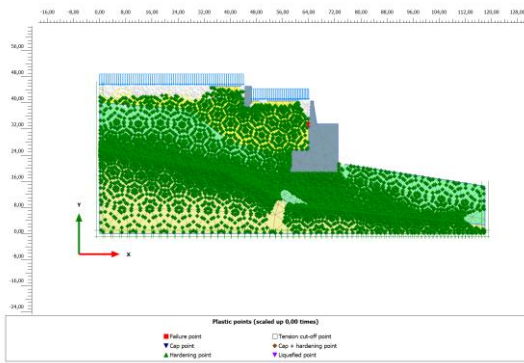 -16,00 -8,00 0,00 8,00 16,00 24,00 32,00 40,00 48,00 56,00 64,00 72,00 80,00 88,00 96,00 104,00 112,00 120,00 128,00
56,00
48,00
40,00
32,00
24,00
16,00
8,00
0,00
-8,00
-16,00
-24,00
Y
X
Plastic points (scaled up 0,00 times)
Failure point
Tension cut-off point
Cap point
Cap + hardening point
Hardening point
Liquefied point